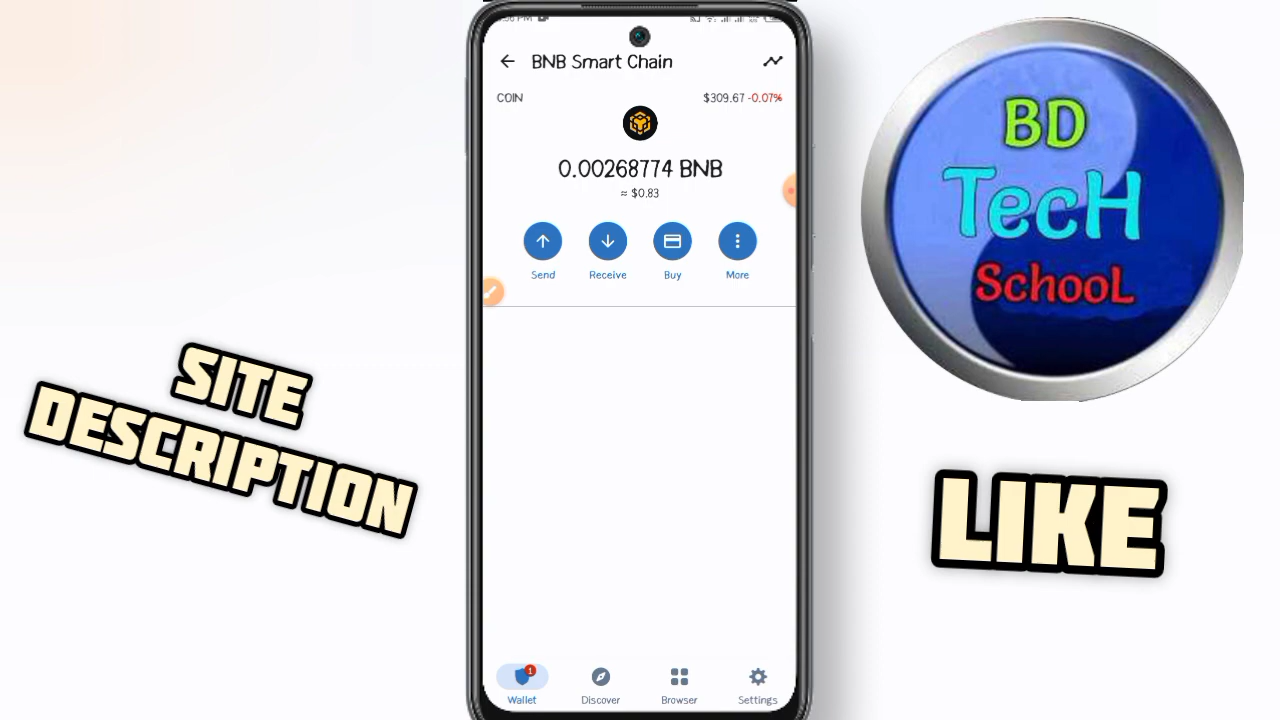 BNB Smart Chain
COIN
$309.67 -0.07%
0.00268774 BNB
≈ $0.83
Send
Receive
Buy
More
1
Wallet
Discover
Browser
Settings
SITE
DESCRIPTION
BD
TecH
SchooL
LIKE